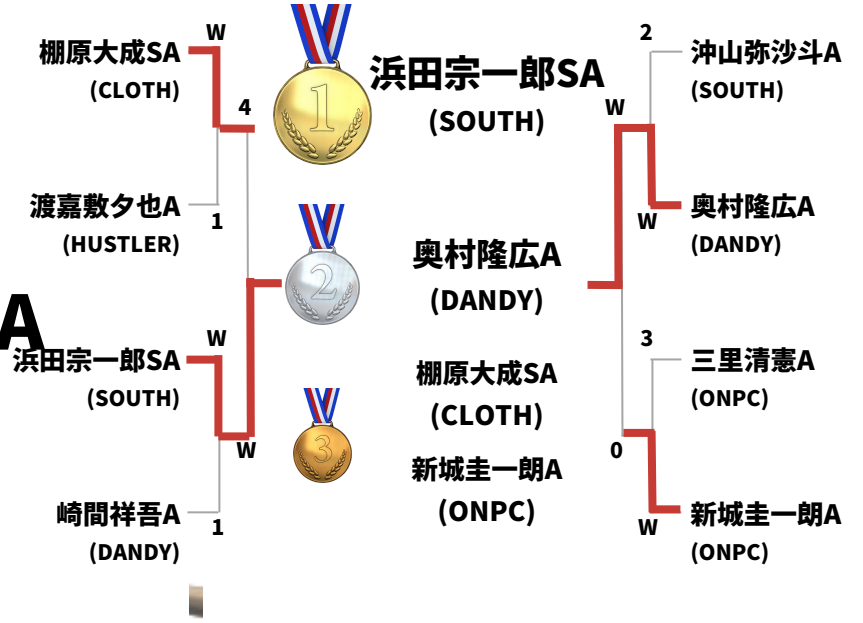 W
棚原大成SA
(CLOTH)
4
渡嘉敷夕也A
1
(HUSTLER)
A
W
浜田宗一郎SA
(SOUTH)
W
崎間祥吾A
1
(DANDY)
1
浜田宗一郎SA
(SOUTH)
2
奥村隆広A
(DANDY)
3
棚原大成SA
(CLOTH)
新城圭一朗A
(ONPC)
2
沖山弥沙斗A
(SOUTH)
W
奥村隆広A
W
(DANDY)
3
三里清憲A
(ONPC)
0
新城圭一朗A
W
(ONPC)